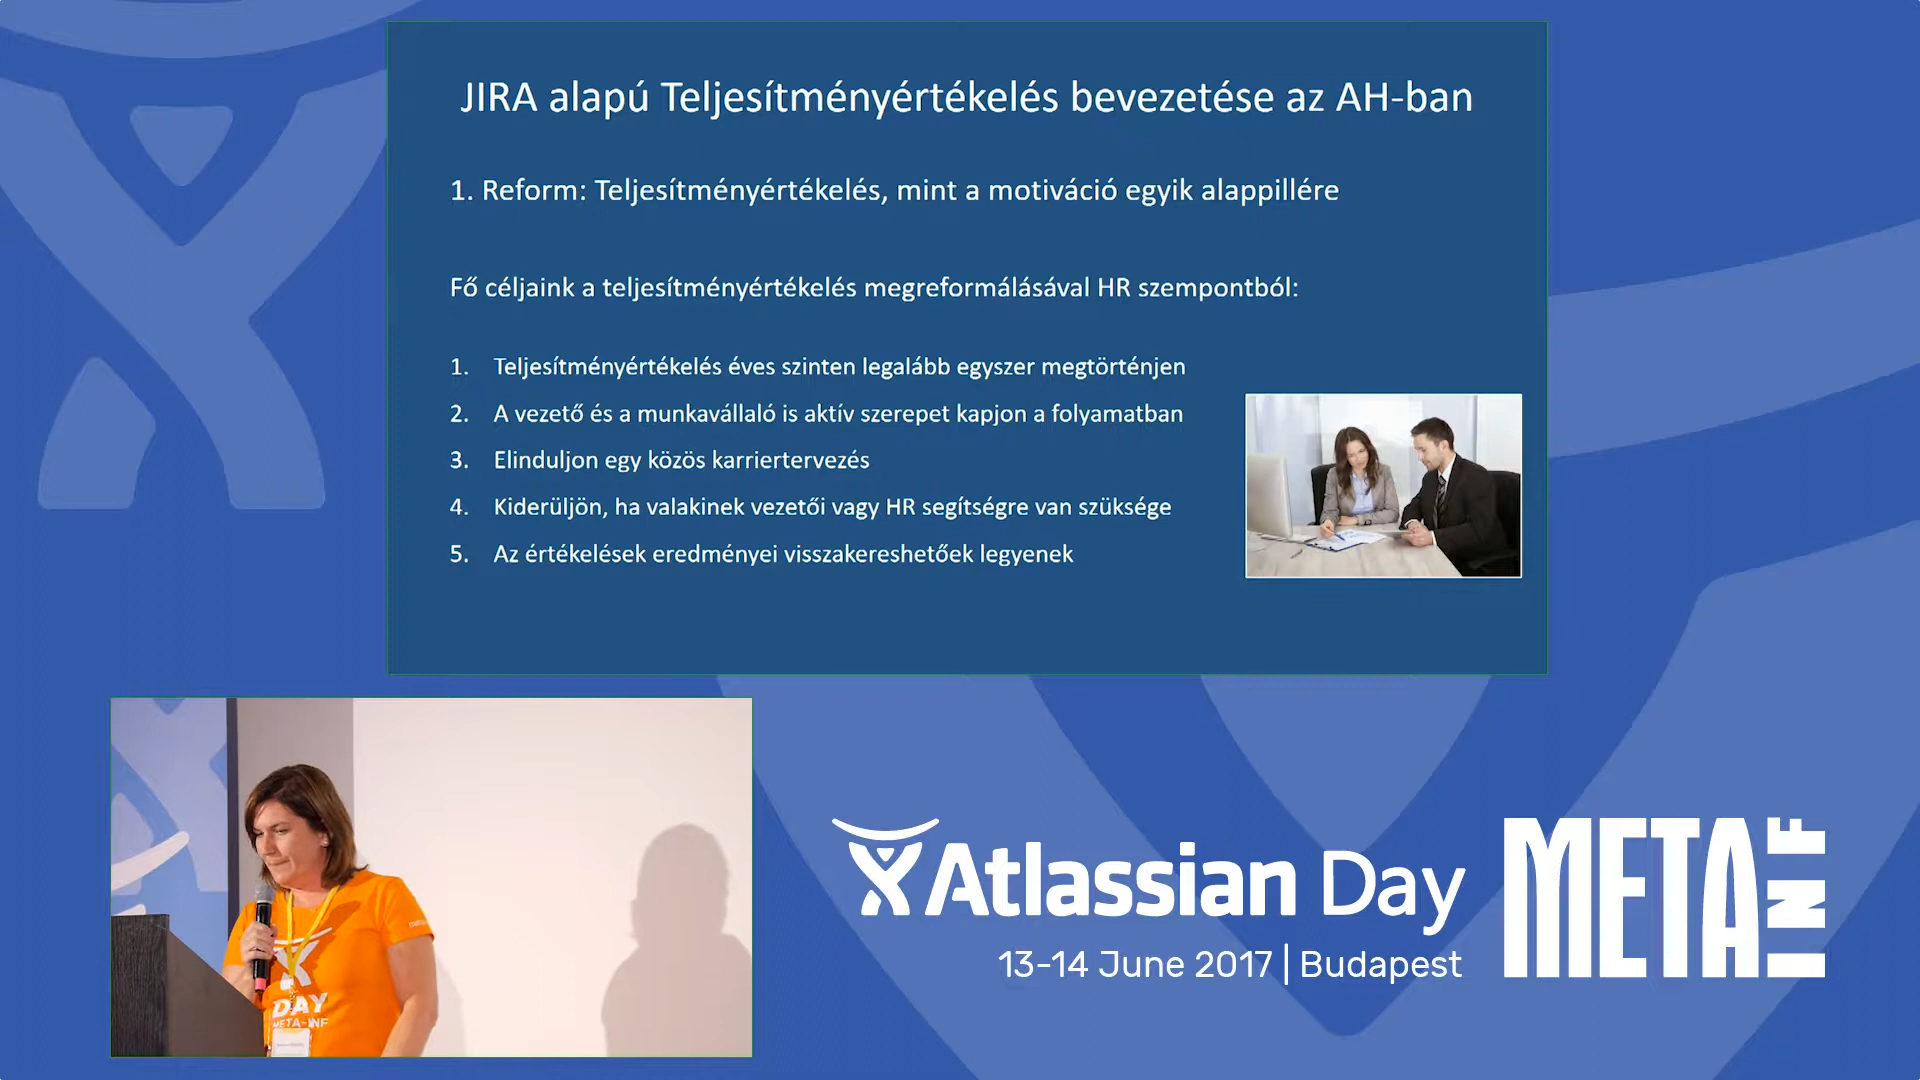 JIRA alapú Teljesítményértékelés bevezetése az AH-ban
1. Reform: Teljesítményértékelés, mint a motiváció egyik alappillére
Fő céljaink a teljesítményértékelés megreformálásával HR szempontból:
1. Teljesítményértékelés éves szinten legalább egyszer megtörténjen
2. A vezető és a munkavállaló is aktív szerepet kapjon a folyamatban
3. Elinduljon egy közös karriertervezés
4. Kiderüljön, ha valakinek vezetői vagy HR segítségre van szüksége
5. Az értékelések eredményei visszakereshetőek legyenek
DAY
META-INF
Atlassian Day
13-14 June 2017 | Budapest
META
INF